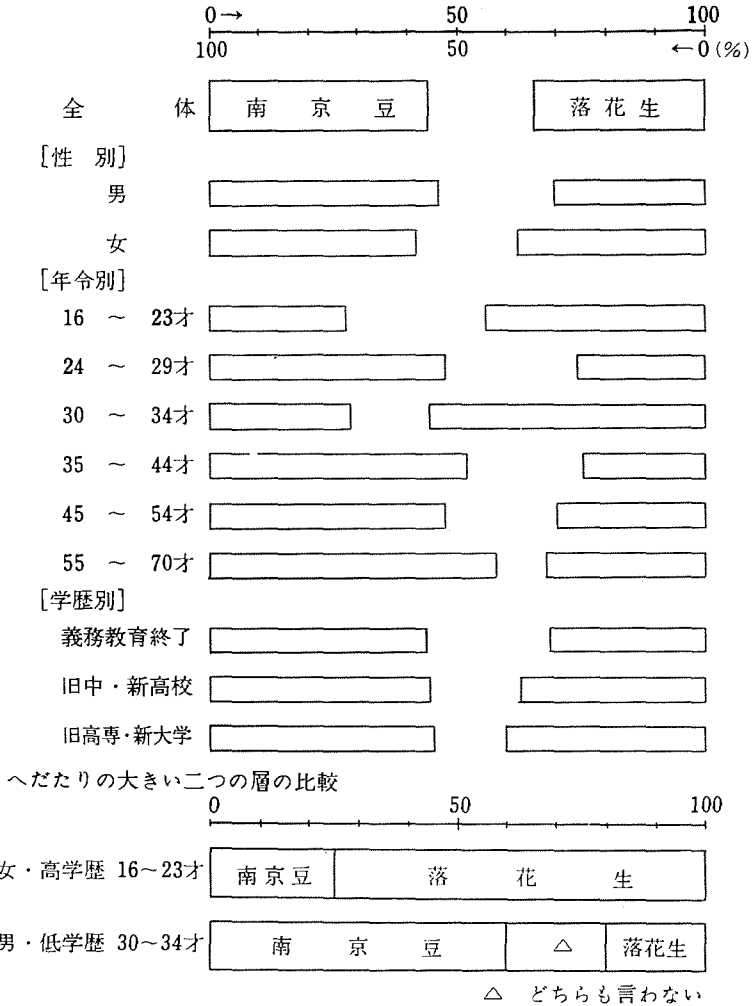 0→ 50 100
100 50 ←0(%)
全 体 南 京 豆 落 花 生
[性 別]
男
女
[年令別]
16 ～ 23才
24 ～ 29才
30 ～ 34才
35 ～ 44才
45 ～ 54才
55 ～ 70才
[学歴別]
義務教育終了
旧中・新高校
旧高専・新大学
へだたりの大きい二つの層の比較
0 50 100
女・高学歴 16～23才 南京豆 落 花 生
男・低学歴 30～34才 南 京 豆 △ 落花生
△ どちらも言わない